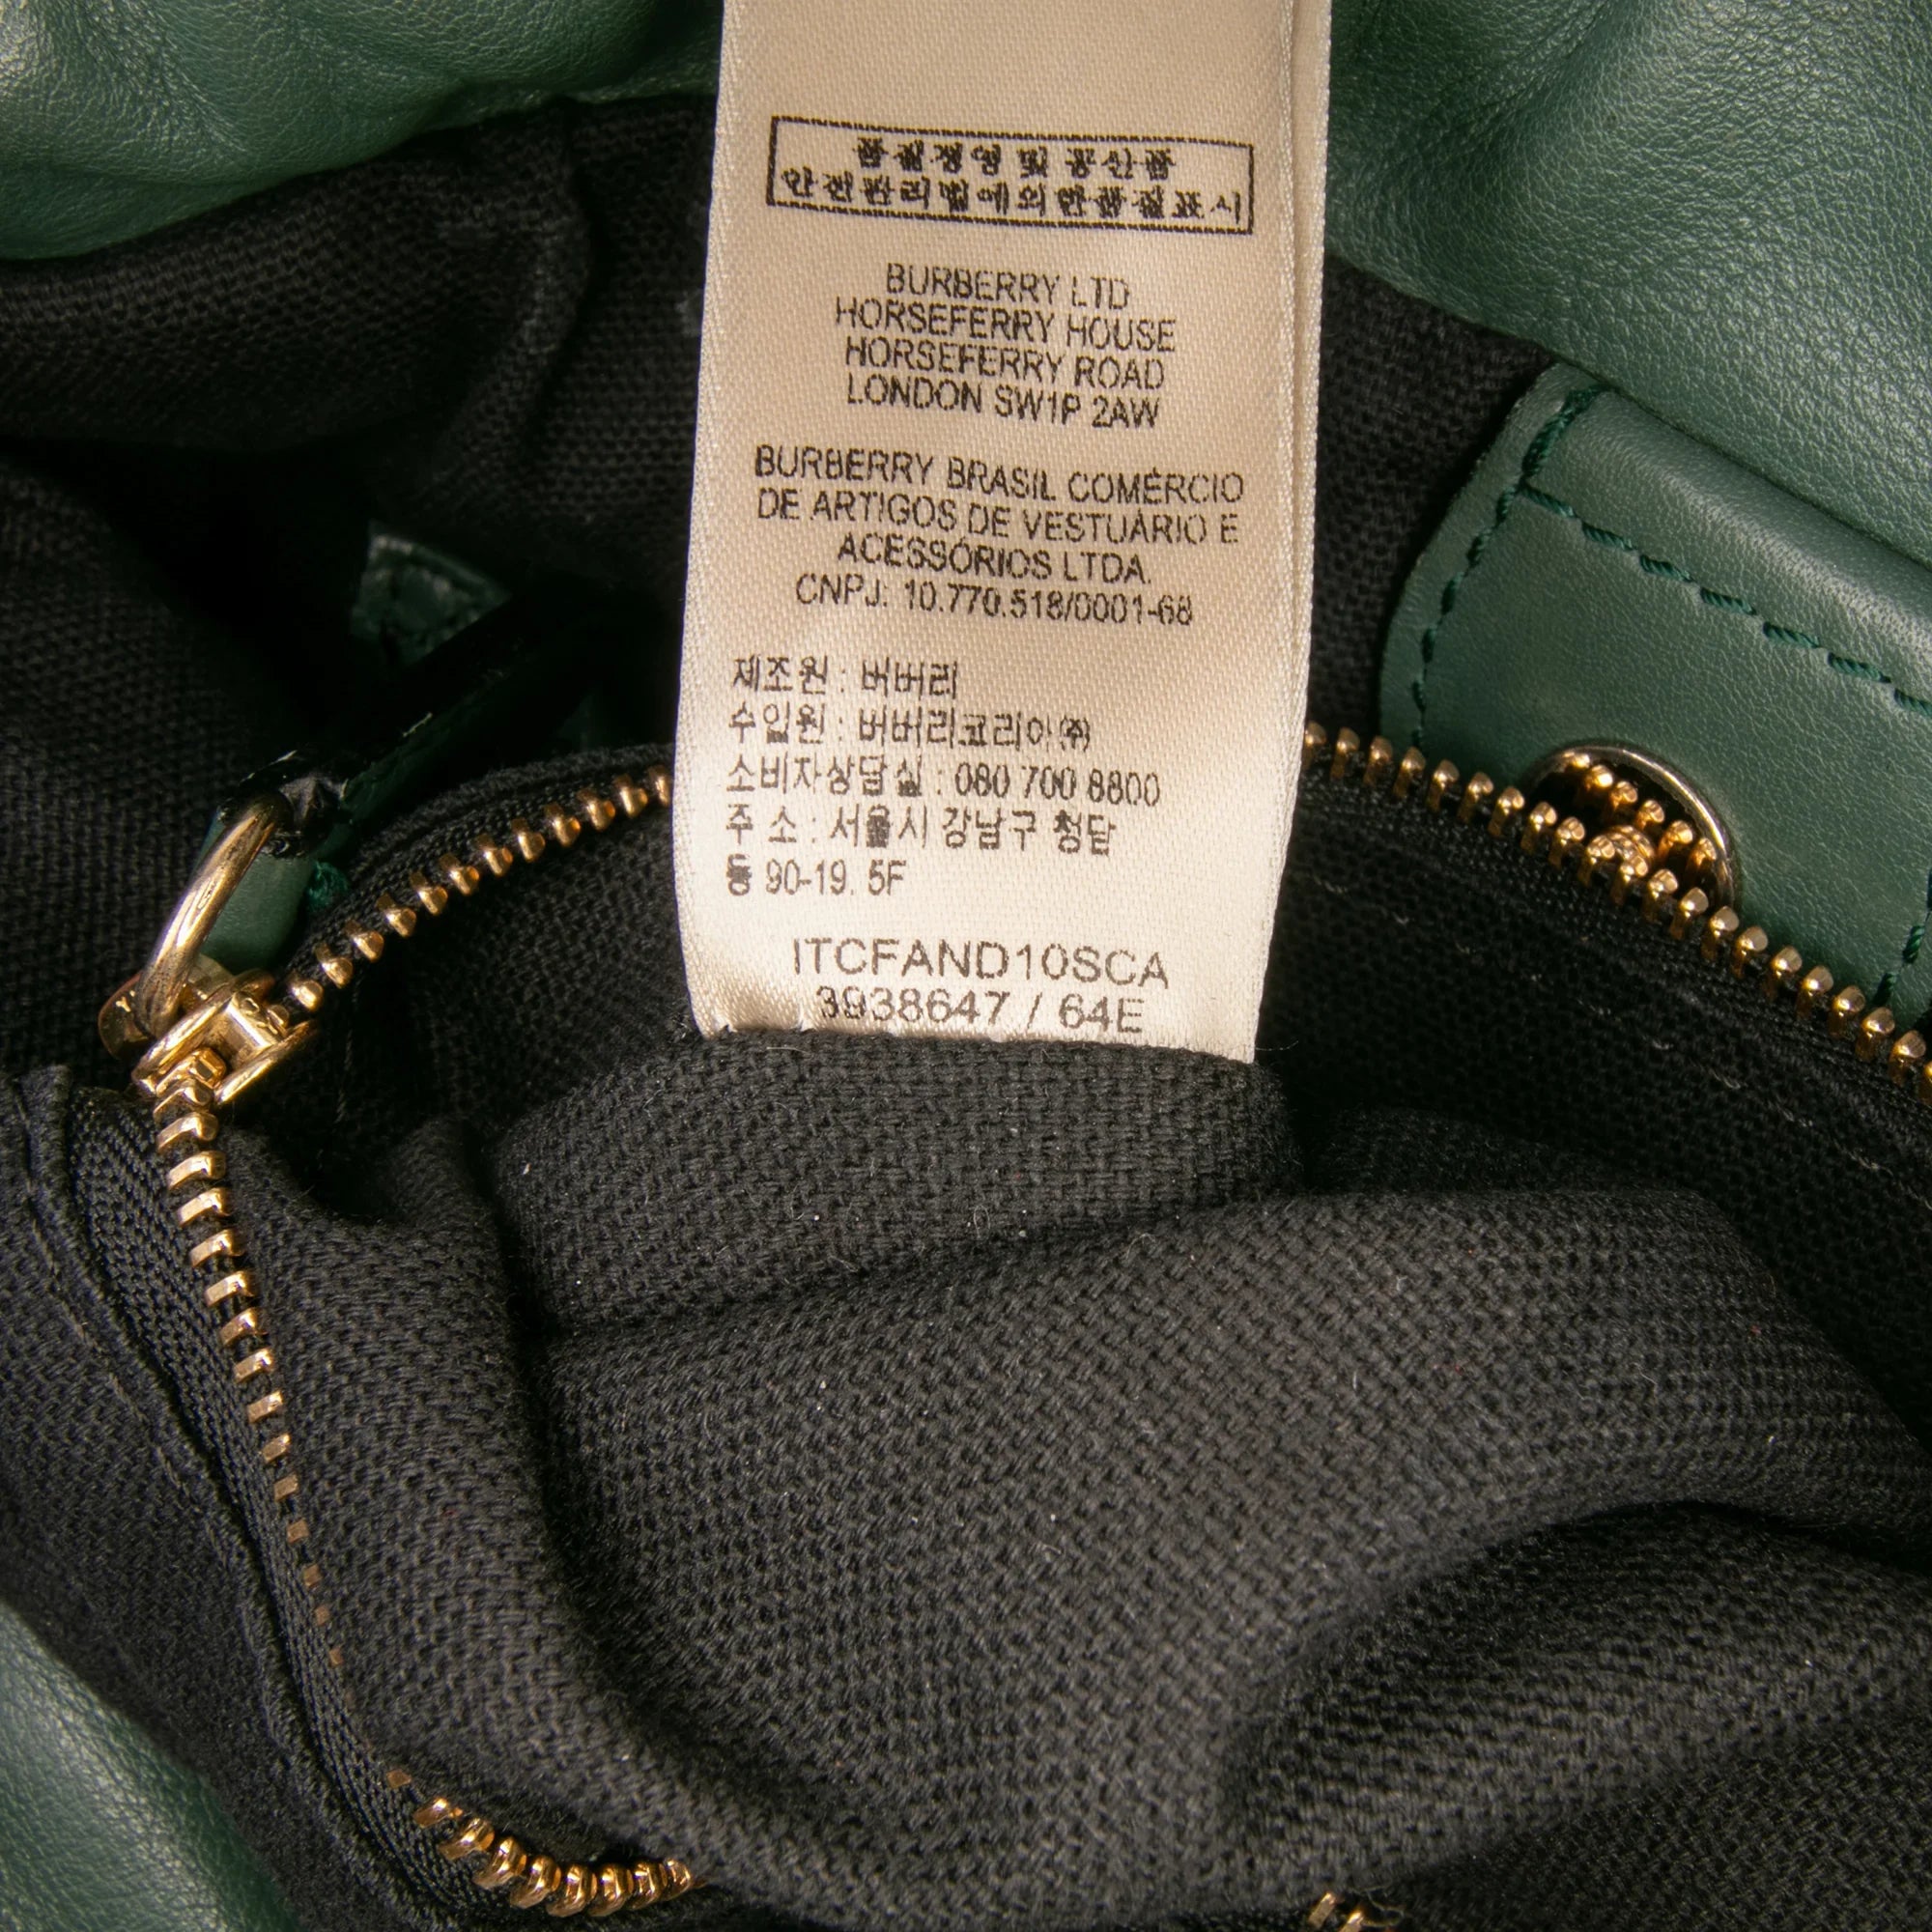 품질경영 및 공산품
안전관리법에의한품질표시
BURBERRY LTD
HORSEFERRY HOUSE
HORSEFERRY ROAD
LONDON SW1P 2AW
BURBERRY BRASIL COMÉRCIO
DE ARTIGOS DE VESTUÁRIO E
ACESSÓRIOS LTDA.
CNPJ: 10.770.518/0001-68
제조원 : 버버리
수입원 : 버버리코리아(주)
소비자상담실 : 080 700 8800
주 소 : 서울시 강남구 청담
동 90-19. 5F
ITCFAND10SCA
3938647 / 64E